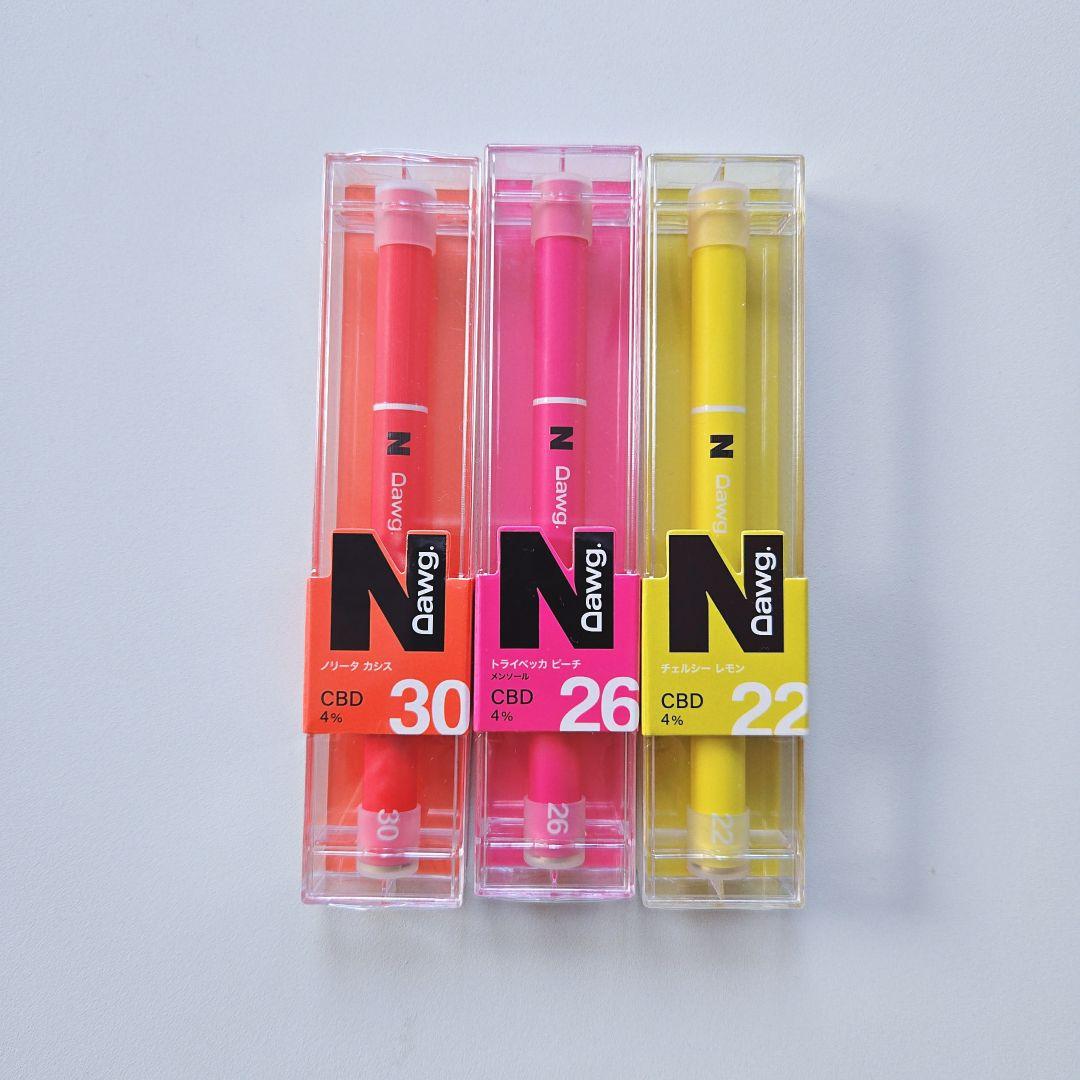 N
Dawg.
N
Dawg.
ノリータ カシス
CBD
4%
30
30
N
Dawg.
N
Dawg.
トライベッカ ピーチ
メンソール
CBD
4%
26
26
N
Dawg.
N
Dawg.
チェルシー レモン
CBD
4%
22
22